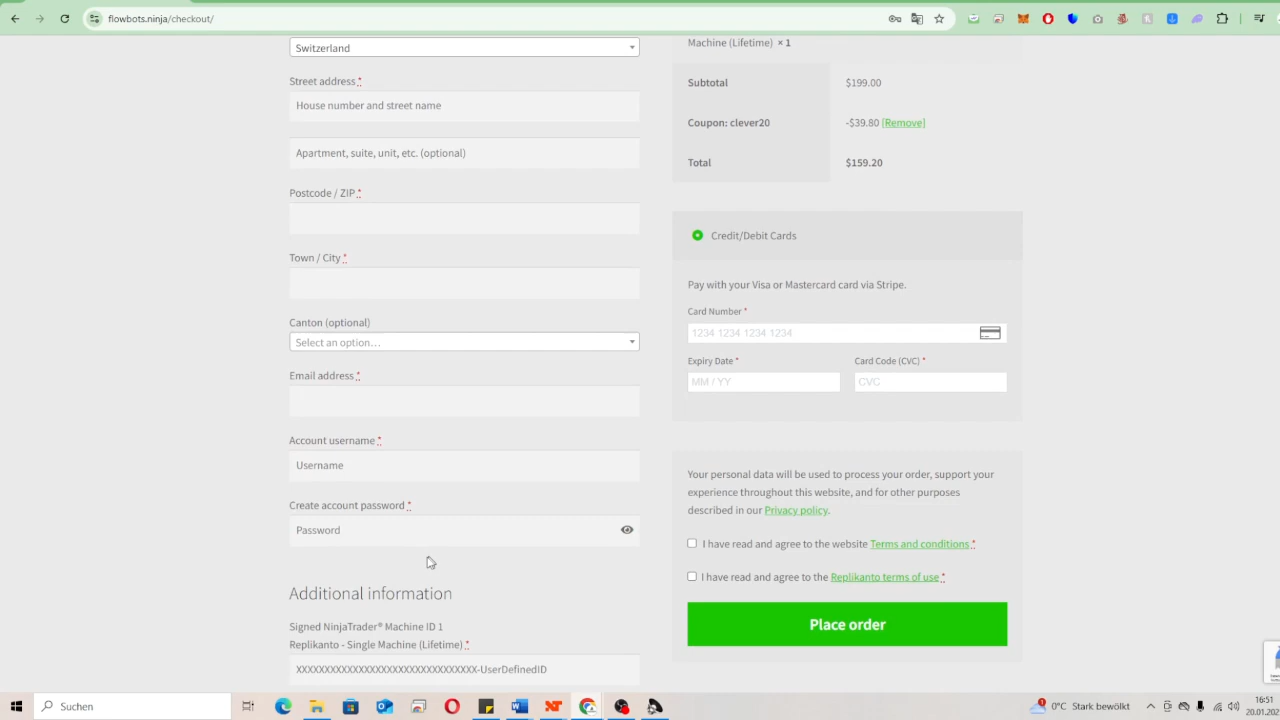 flowbots.ninja/checkout/
Switzerland
Street address *
House number and street name
Apartment, suite, unit, etc. (optional)
Postcode / ZIP *
Town / City *
Canton (optional)
Select an option…
Email address *
Account username *
Username
Create account password *
Password
Additional information
Signed NinjaTrader® Machine ID 1
Replikanto - Single Machine (Lifetime) *
XXXXXXXXXXXXXXXXXXXXXXXXXXXXXXXX-UserDefinedID
Machine (Lifetime) × 1
Subtotal $199.00
Coupon: clever20 -$39.80 [Remove]
Total $159.20
Credit/Debit Cards
Pay with your Visa or Mastercard card via Stripe.
Card Number *
1234 1234 1234 1234
Expiry Date * Card Code (CVC) *
MM / YY CVC
Your personal data will be used to process your order, support your
experience throughout this website, and for other purposes
described in our Privacy policy.
I have read and agree to the website Terms and conditions *
I have read and agree to the Replikanto terms of use *
Place order
Suchen
0°C Stark bewölkt
16:51